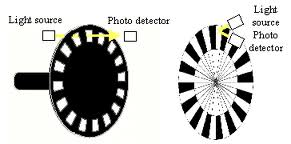 Light source
Photo detector
Light
source
Photo
detector